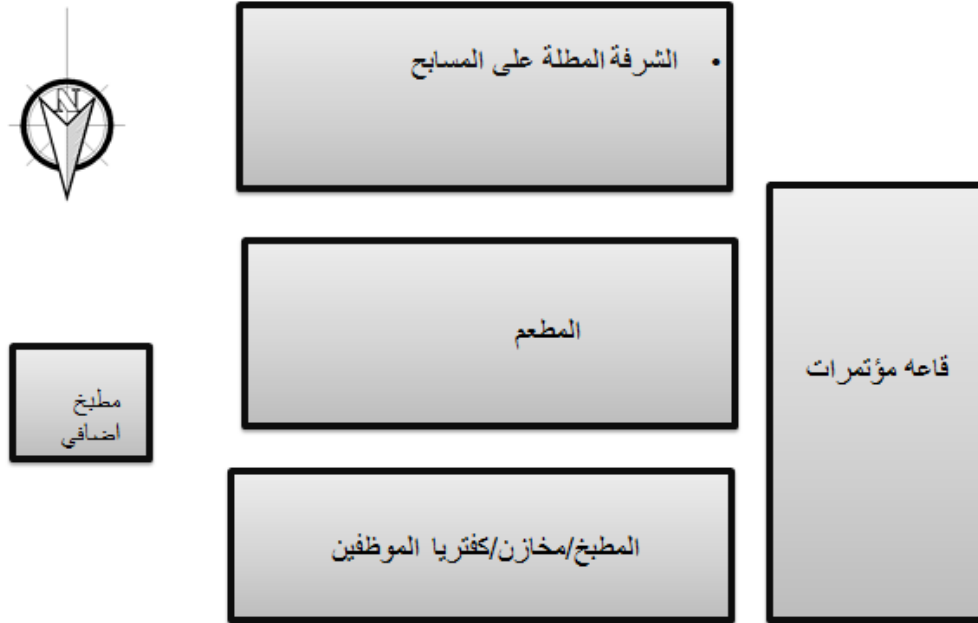 N
• الشرفة المطلة على المسابح
المطعم
قاعه مؤتمرات
مطبخ
اضافي
المطبخ/مخازن/كفتريا الموظفين